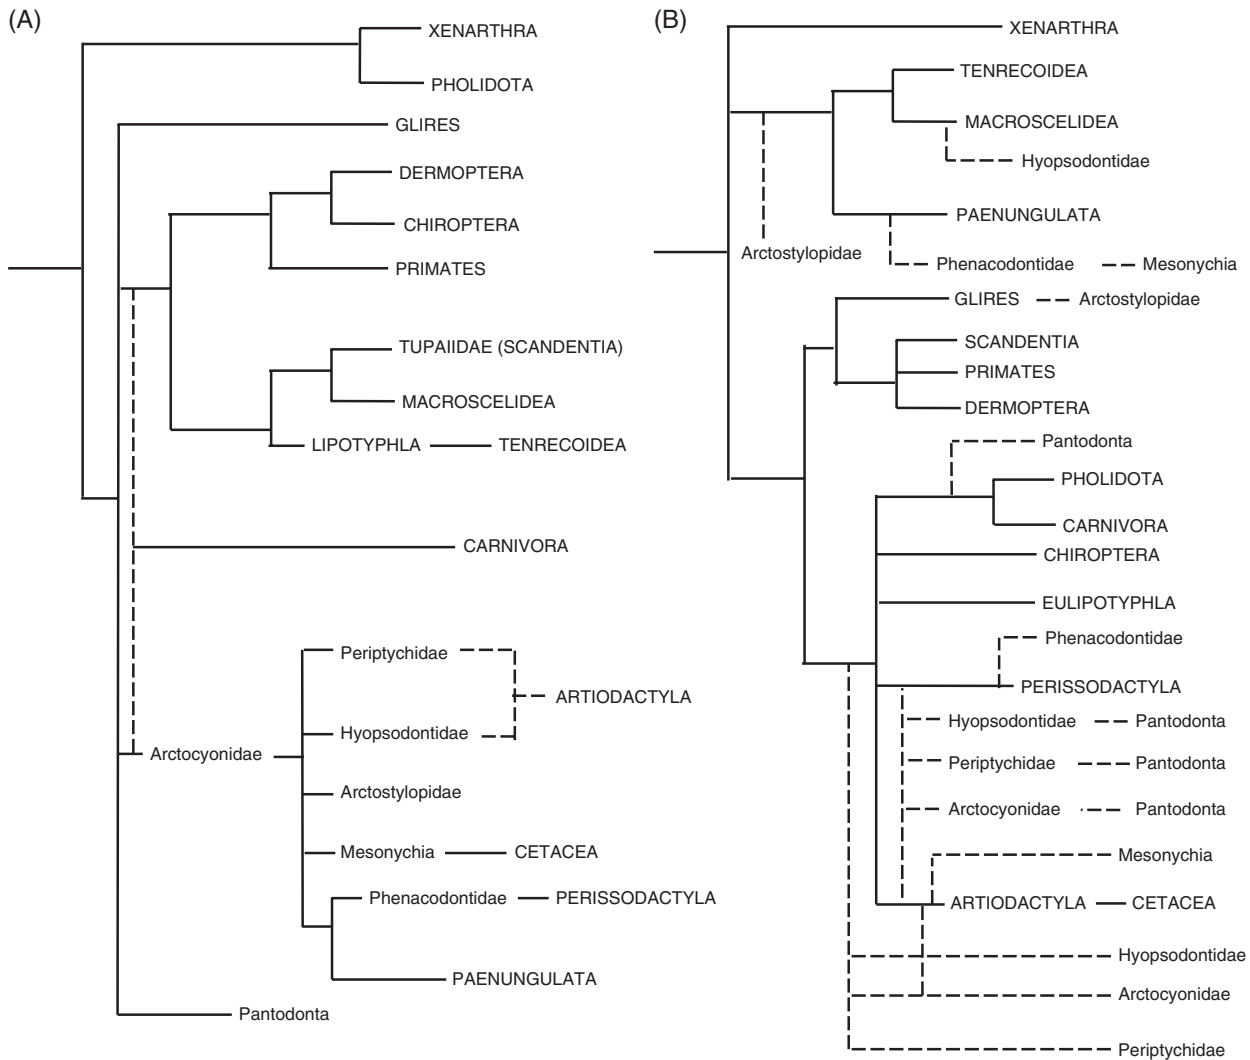 (A)
XENARTHRA
PHOLIDOTA
GLIRES
DERMOPTERA
CHIROPTERA
PRIMATES
TUPAIIDAE (SCANDENTIA)
MACROSCELIDEA
LIPOTYPHLA
TENRECOIDEA
CARNIVORA
Periptychidae
ARTIODACTYLA
Hyopsodontidae
Arctocyonidae
Arctostylopidae
Mesonychia
CETACEA
Phenacodontidae
PERISSODACTYLA
PAENUNGULATA
Pantodonta
(B)
XENARTHRA
TENRECOIDEA
MACROSCELIDEA
Hyopsodontidae
PAENUNGULATA
Arctostylopidae
Phenacodontidae
Mesonychia
GLIRES
Arctostylopidae
SCANDENTIA
PRIMATES
DERMOPTERA
Pantodonta
PHOLIDOTA
CARNIVORA
CHIROPTERA
EULIPOTYPHLA
Phenacodontidae
PERISSODACTYLA
Hyopsodontidae
Pantodonta
Periptychidae
Pantodonta
Arctocyonidae
Pantodonta
Mesonychia
ARTIODACTYLA
CETACEA
Hyopsodontidae
Arctocyonidae
Periptychidae